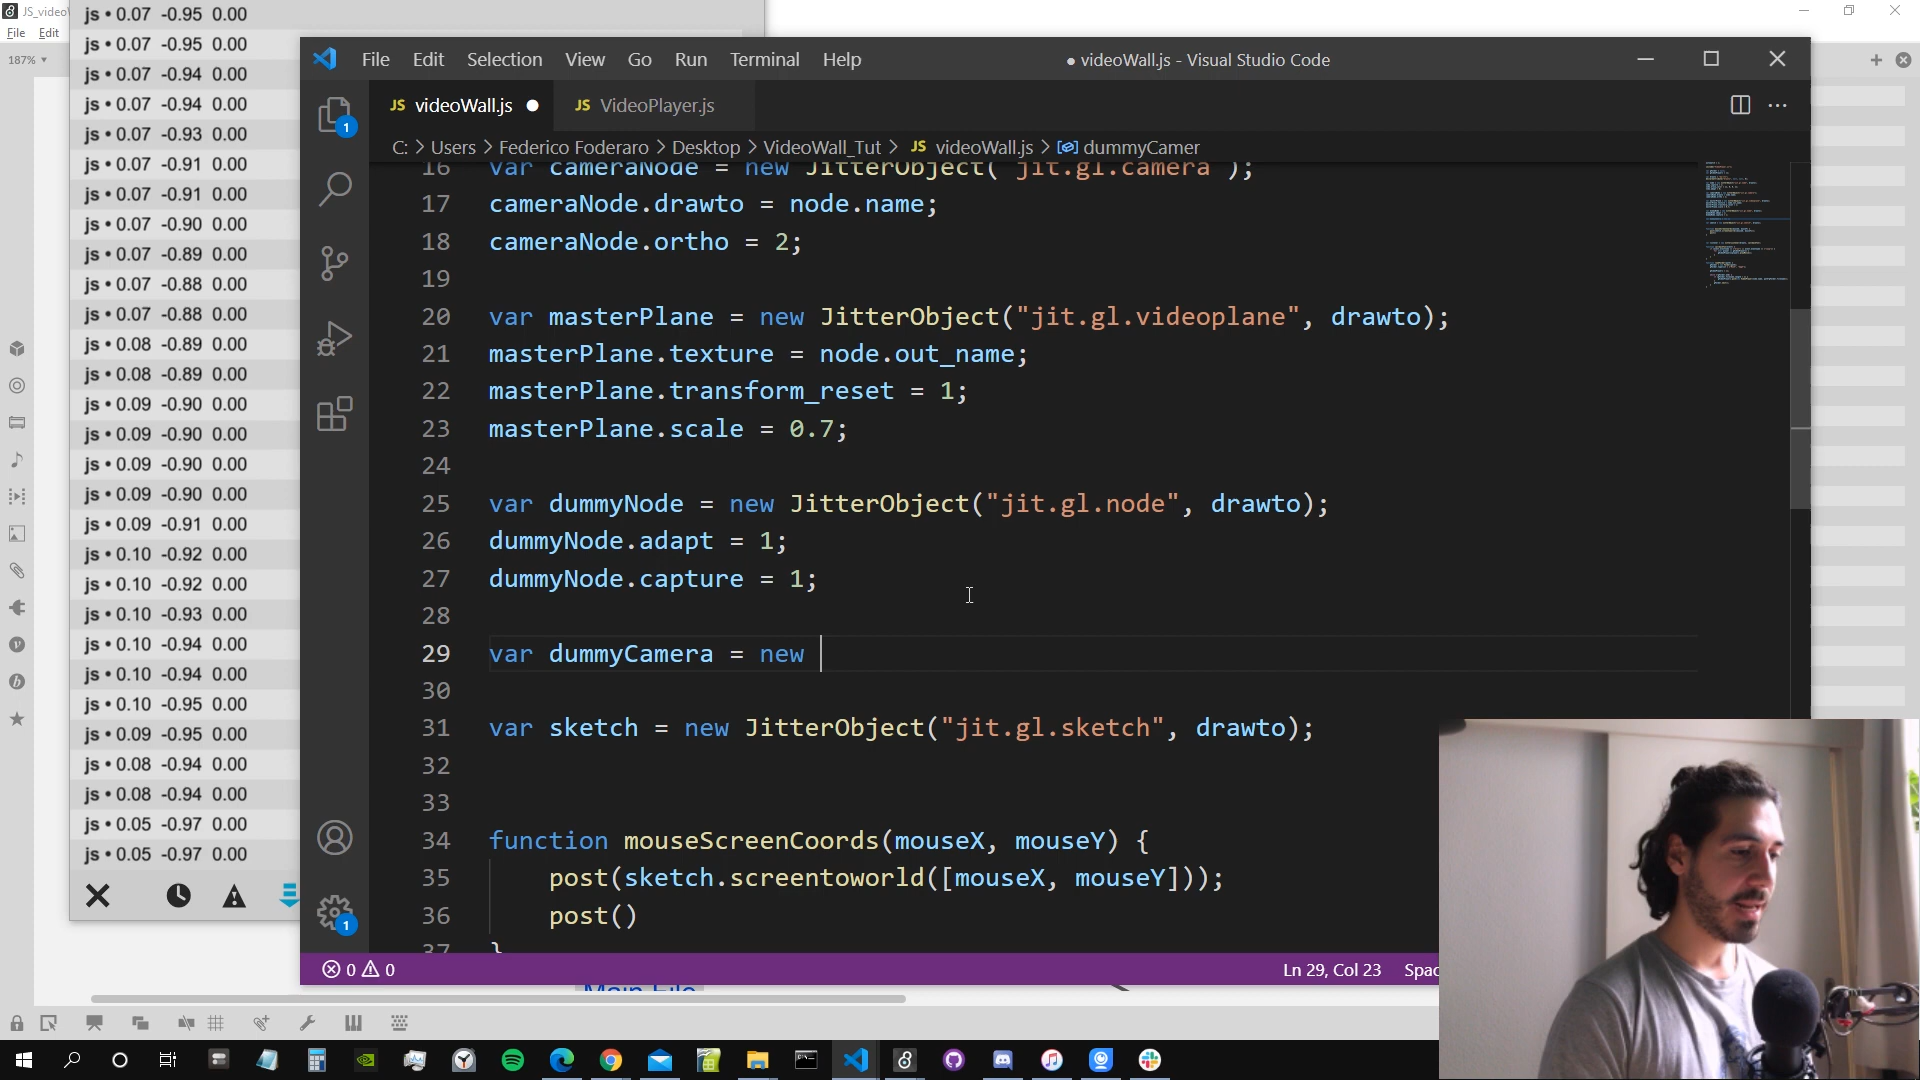 JS_video
File Edit
187%
js • 0.07 -0.95 0.00
js • 0.07 -0.95 0.00
js • 0.07 -0.94 0.00
js • 0.07 -0.94 0.00
js • 0.07 -0.93 0.00
js • 0.07 -0.91 0.00
js • 0.07 -0.91 0.00
js • 0.07 -0.90 0.00
js • 0.07 -0.89 0.00
js • 0.07 -0.88 0.00
js • 0.07 -0.88 0.00
js • 0.08 -0.89 0.00
js • 0.08 -0.89 0.00
js • 0.09 -0.90 0.00
js • 0.09 -0.90 0.00
js • 0.09 -0.90 0.00
js • 0.09 -0.90 0.00
js • 0.09 -0.91 0.00
js • 0.10 -0.92 0.00
js • 0.10 -0.92 0.00
js • 0.10 -0.93 0.00
js • 0.10 -0.94 0.00
js • 0.10 -0.94 0.00
js • 0.10 -0.95 0.00
js • 0.09 -0.95 0.00
js • 0.08 -0.94 0.00
js • 0.08 -0.94 0.00
js • 0.05 -0.97 0.00
js • 0.05 -0.97 0.00
File Edit Selection View Go Run Terminal Help
● videoWall.js - Visual Studio Code
JS videoWall.js ● JS VideoPlayer.js
C: > Users > Federico Foderaro > Desktop > VideoWall_Tut > JS videoWall.js > dummyCamer
16 var cameraNode = new JitterObject("jit.gl.camera");
17 cameraNode.drawto = node.name;
18 cameraNode.ortho = 2;
19
20 var masterPlane = new JitterObject("jit.gl.videoplane", drawto);
21 masterPlane.texture = node.out_name;
22 masterPlane.transform_reset = 1;
23 masterPlane.scale = 0.7;
24
25 var dummyNode = new JitterObject("jit.gl.node", drawto);
26 dummyNode.adapt = 1;
27 dummyNode.capture = 1;
28
29 var dummyCamera = new
30
31 var sketch = new JitterObject("jit.gl.sketch", drawto);
32
33
34 function mouseScreenCoords(mouseX, mouseY) {
35 post(sketch.screentoworld([mouseX, mouseY]));
36 post()
37 }
1
1
0 0
Ln 29, Col 23 Spac
Main File